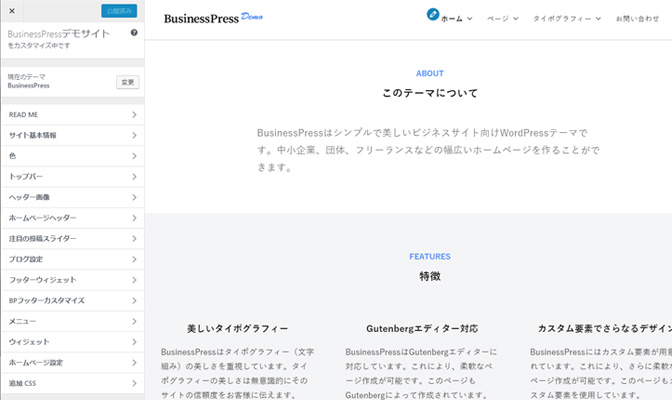 ×
公開済み
BusinessPressデモサイト
をカスタマイズ中です
?
現在のテーマ
BusinessPress
変更
READ ME
サイト基本情報
色
トップバー
ヘッダー画像
ホームページヘッダー
注目の投稿スライダー
ブログ設定
フッターウィジェット
BPフッターカスタマイズ
メニュー
ウィジェット
ホームページ設定
追加 CSS
BusinessPress Demo
ホーム
ページ
タイポグラフィー
お問い合わせ
ABOUT
このテーマについて
BusinessPressはシンプルで美しいビジネスサイト向けWordPressテーマで
す。中小企業、団体、フリーランスなどの幅広いホームページを作ることがで
きます。
FEATURES
特徴
美しいタイポグラフィー
BusinessPressはタイポグラフィー（文字
組み）の美しさを重視しています。タイ
ポグラフィーの美しさは無意識的にその
サイトの信頼度をお客様に伝えます。
Gutenbergエディター対応
BusinessPressはGutenbergエディターに
対応しています。これにより、柔軟なペ
ージ作成が可能です。このページも
Gutenbergによって作成されています。
カスタム要素でさらなるデザイン
BusinessPressにはカスタム要素が用意
れています。これにより、さらに柔軟な
ページ作成が可能です。このページもカ
スタム要素を使用しています。